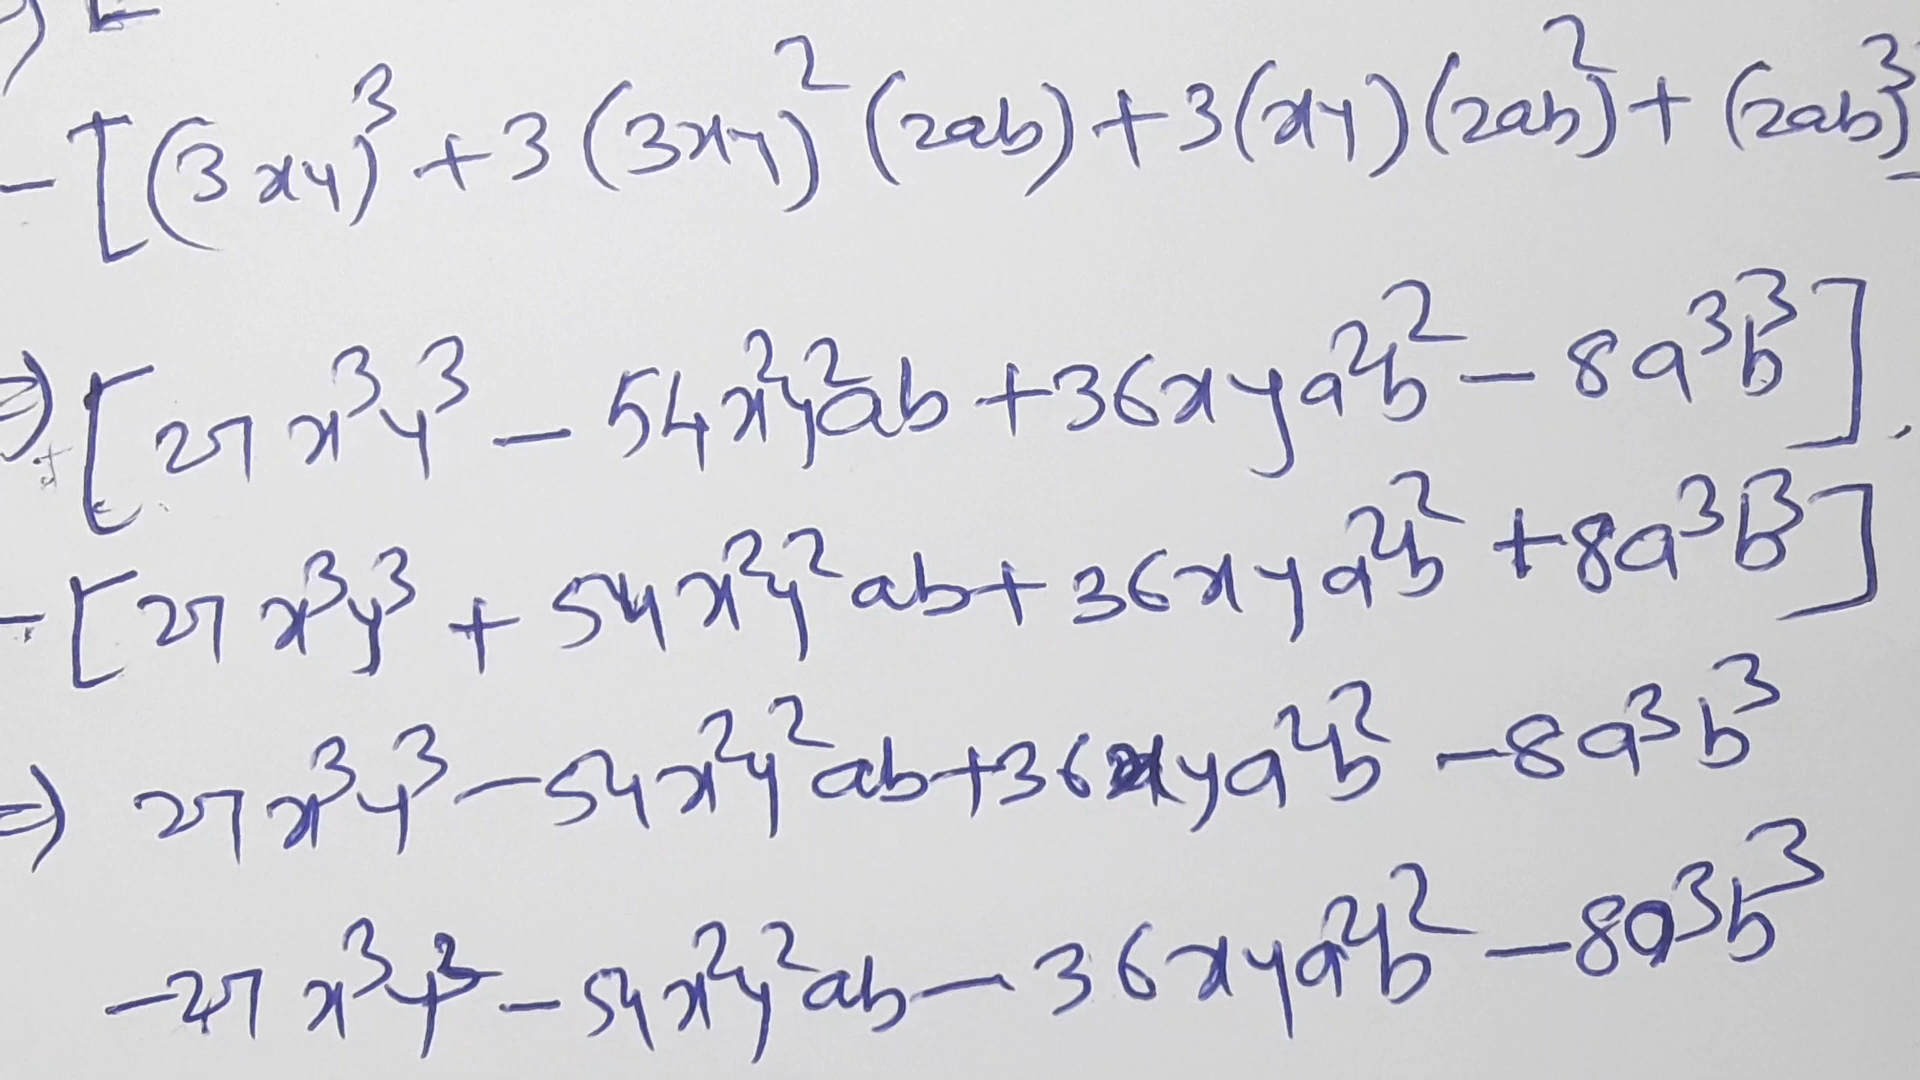 -[(3xy)³ + 3(3xy)²(2ab) + 3(xy)(2ab)² + (2ab)³
⇒ [27x³y³ - 54x²y²ab + 36xya²b² - 8a³b³]
-[27x³y³ + 54x²y²ab + 36xya²b² + 8a³b³]
⇒ 27x³y³ - 54x²y²ab + 36xya²b² - 8a³b³
-27x³y³ - 54x²y²ab - 36xya²b² - 8a³b³